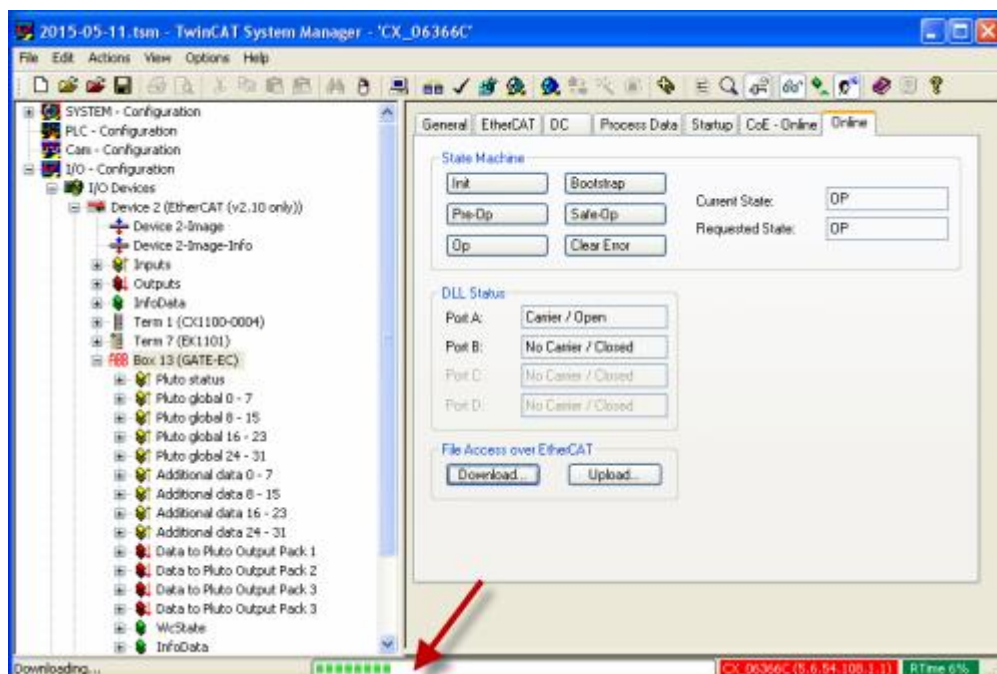 2015-05-11.tsm - TwinCAT System Manager - 'CX_06366C'
File Edit Actions View Options Help
SYSTEM - Configuration
PLC - Configuration
Cam - Configuration
I/O - Configuration
I/O Devices
Device 2 (EtherCAT (v2.10 only))
Device 2-Image
Device 2-Image-Info
Inputs
Outputs
InfoData
Term 1 (CX1100-0004)
Term 7 (EK1101)
ABB Box 13 (GATE-EC)
Pluto status
Pluto global 0 - 7
Pluto global 8 - 15
Pluto global 16 - 23
Pluto global 24 - 31
Additional data 0 - 7
Additional data 8 - 15
Additional data 16 - 23
Additional data 24 - 31
Data to Pluto Output Pack 1
Data to Pluto Output Pack 2
Data to Pluto Output Pack 3
Data to Pluto Output Pack 3
WcState
InfoData
General EtherCAT DC Process Data Startup CoE - Online Online
State Machine
Init Bootstrap
Pre-Op Safe-Op
Op Clear Error
Current State: OP
Requested State: OP
DLL Status
Port A: Carrier / Open
Port B: No Carrier / Closed
Port C: No Carrier / Closed
Port D: No Carrier / Closed
File Access over EtherCAT
Download... Upload...
Downloading... CX_06366C (5.6.54.108.1.1) RTime 6%